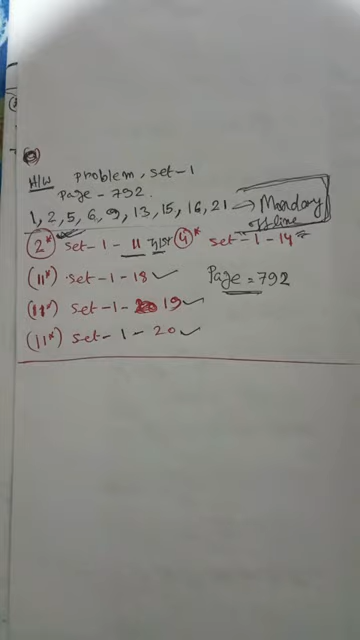 H/W Problem, set-1
Page - 792.
1, 2, 5, 6, 9, 13, 15, 16, 21 → Monday offline
(2*) set-1-11 (4)* set-1-14
(11*) set-1-18 ✓ Page = 792
(11*) set-1-19 ✓
(11*) set-1-20 ✓